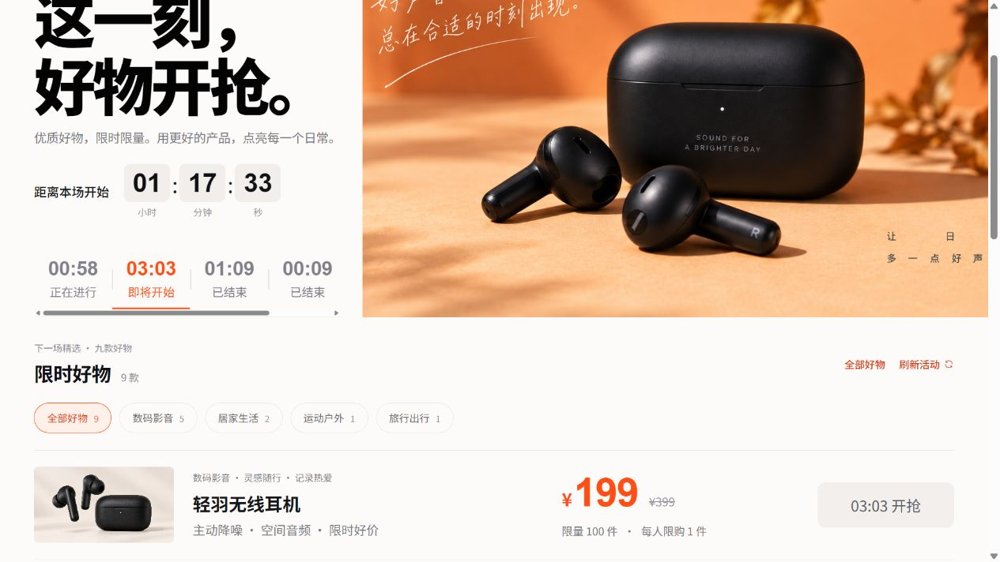 这一刻，
好物开抢。
优质好物，限时限量。用更好的产品，点亮每一个日常。
距离本场开始
01 : 17 : 33
小时 分钟 秒
00:58 03:03 01:09 00:09
正在进行 即将开始 已结束 已结束
总在合适的时刻出现。
SOUND FOR
A BRIGHTER DAY
R
让 日
多 一 点 好 声
下一场精选 · 九款好物
限时好物 9 款
全部好物 刷新活动
全部好物 9 数码影音 5 居家生活 2 运动户外 1 旅行出行 1
数码影音 · 灵感随行 · 记录热爱
轻羽无线耳机
主动降噪 · 空间音频 · 限时好价
¥199 ¥399
限量 100 件 · 每人限购 1 件
03:03 开抢